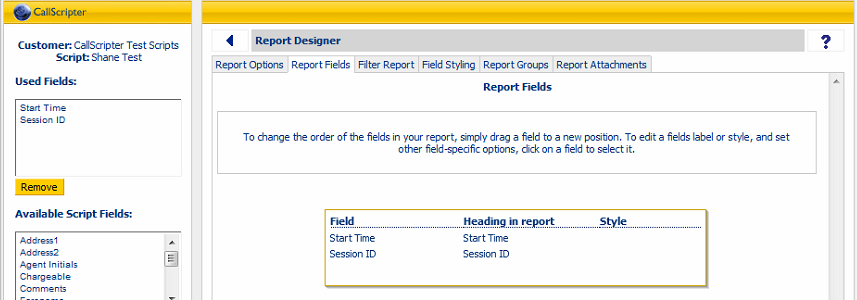 CallScripter
Customer: CallScripter Test Scripts
Script: Shane Test
Used Fields:
Start Time
Session ID
Remove
Available Script Fields:
Address1
Address2
Agent Initials
Chargeable
Comments
Report Designer
?
Report Options Report Fields Filter Report Field Styling Report Groups Report Attachments
Report Fields
To change the order of the fields in your report, simply drag a field to a new position. To edit a fields label or style, and set
other field-specific options, click on a field to select it.
Field Heading in report Style
Start Time Start Time
Session ID Session ID